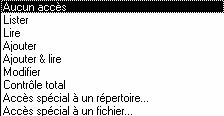 Aucun accès
Lister
Lire
Ajouter
Ajouter & lire
Modifier
Contrôle total
Accès spécial à un répertoire...
Accès spécial à un fichier...